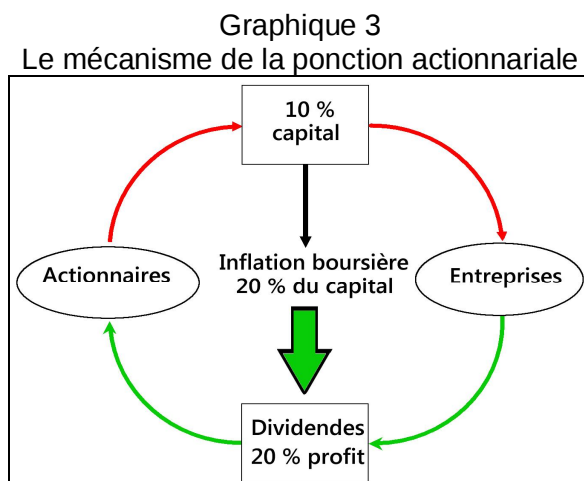 Graphique 3
Le mécanisme de la ponction actionnariale
10 %
capital
Actionnaires
Inflation boursière
20 % du capital
Entreprises
Dividendes
20 % profit